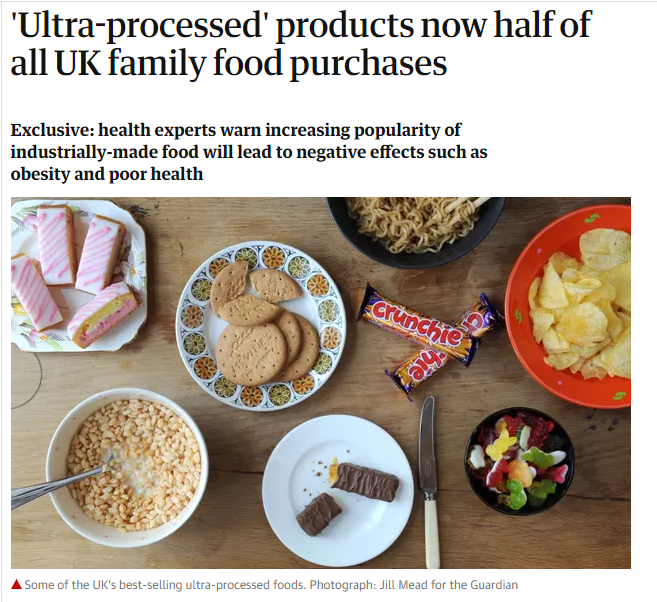 'Ultra-processed' products now half of
all UK family food purchases
Exclusive: health experts warn increasing popularity of
industrially-made food will lead to negative effects such as
obesity and poor health
Crunchie
Some of the UK's best-selling ultra-processed foods. Photograph: Jill Mead for the Guardian